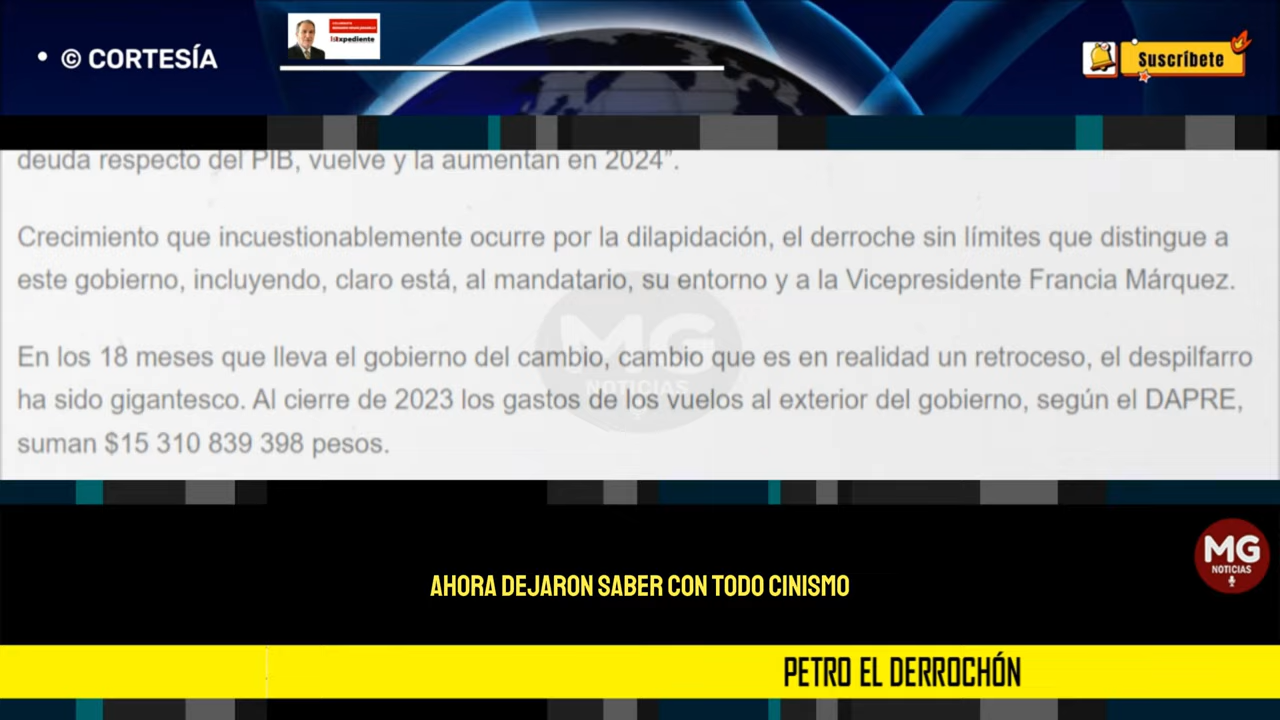 • © CORTESÍA
Expediente
Suscríbete
deuda respecto del PIB, vuelve y la aumentan en 2024”.
Crecimiento que incuestionablemente ocurre por la dilapidación, el derroche sin límites que distingue a
este gobierno, incluyendo, claro está, al mandatario, su entorno y a la Vicepresidente Francia Márquez.
En los 18 meses que lleva el gobierno del cambio, cambio que es en realidad un retroceso, el despilfarro
ha sido gigantesco. Al cierre de 2023 los gastos de los vuelos al exterior del gobierno, según el DAPRE,
suman $15 310 839 398 pesos.
MG
NOTICIAS
MG
NOTICIAS
AHORA DEJARON SABER CON TODO CINISMO
PETRO EL DERROCHÓN